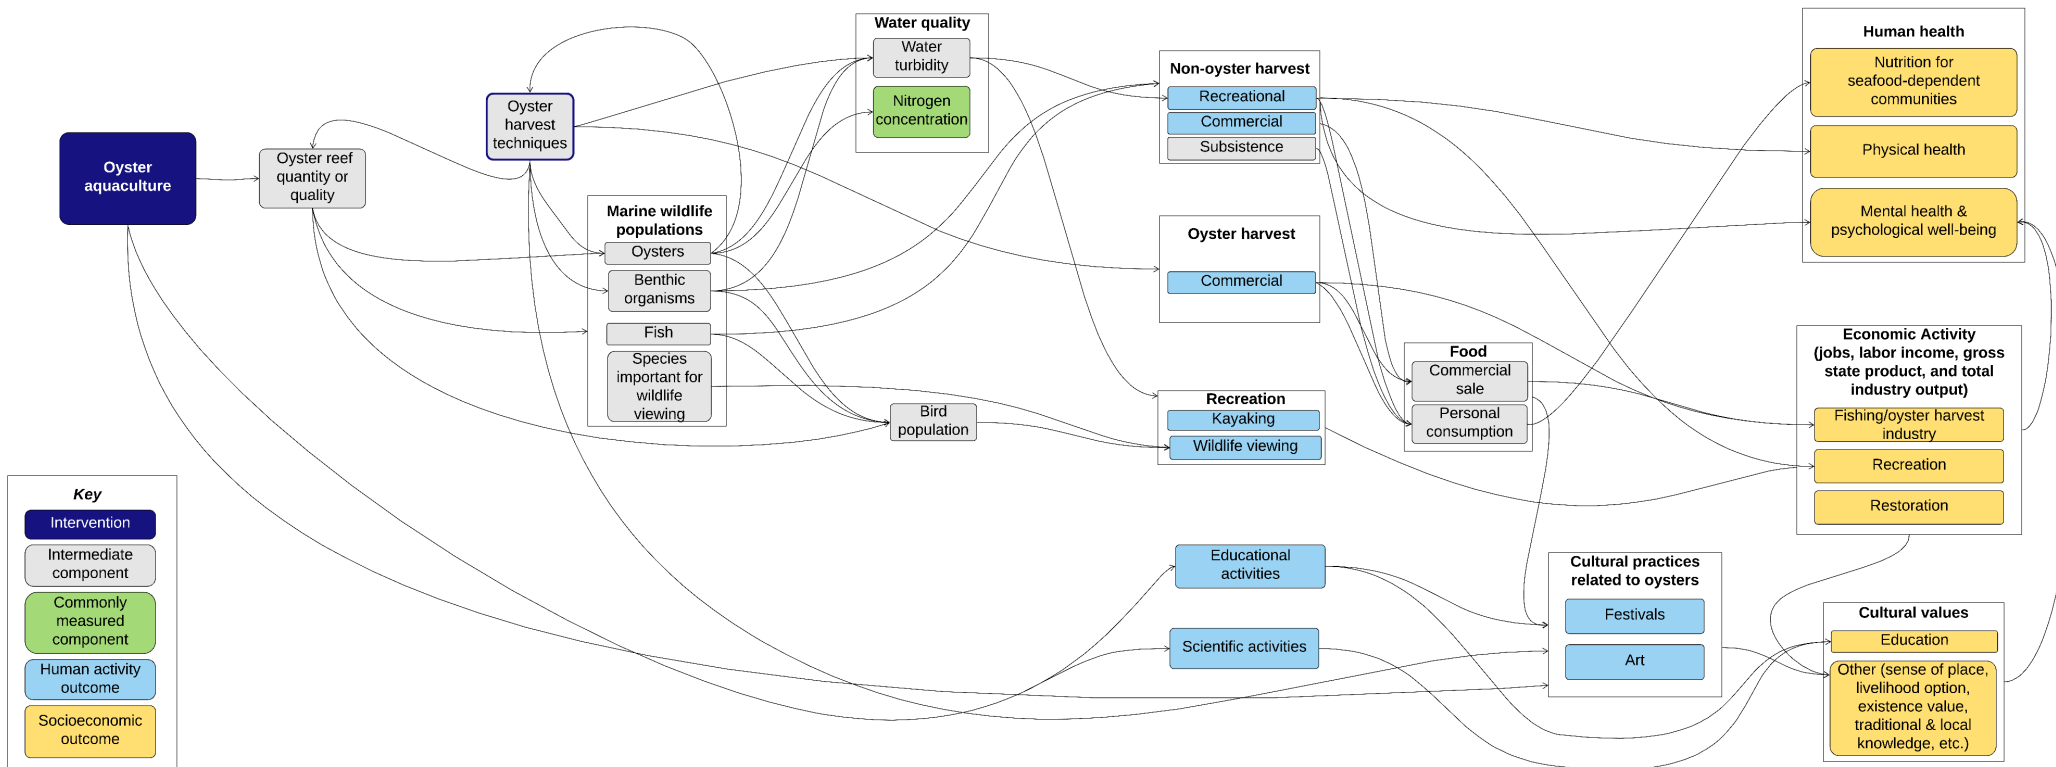 Oyster
aquaculture
Oyster reef
quantity or
quality
Oyster
harvest
techniques
Marine wildlife
populations
Oysters
Benthic
organisms
Fish
Species
important for
wildlife
viewing
Water quality
Water
turbidity
Nitrogen
concentration
Bird
population
Non-oyster harvest
Recreational
Commercial
Subsistence
Oyster harvest
Commercial
Recreation
Kayaking
Wildlife viewing
Educational
activities
Scientific activities
Food
Commercial
sale
Personal
consumption
Cultural practices
related to oysters
Festivals
Art
Human health
Nutrition for
seafood-dependent
communities
Physical health
Mental health &
psychological well-being
Economic Activity
(jobs, labor income, gross
state product, and total
industry output)
Fishing/oyster harvest
industry
Recreation
Restoration
Cultural values
Education
Other (sense of place,
livelihood option,
existence value,
traditional & local
knowledge, etc.)
Key
Intervention
Intermediate
component
Commonly
measured
component
Human activity
outcome
Socioeconomic
outcome